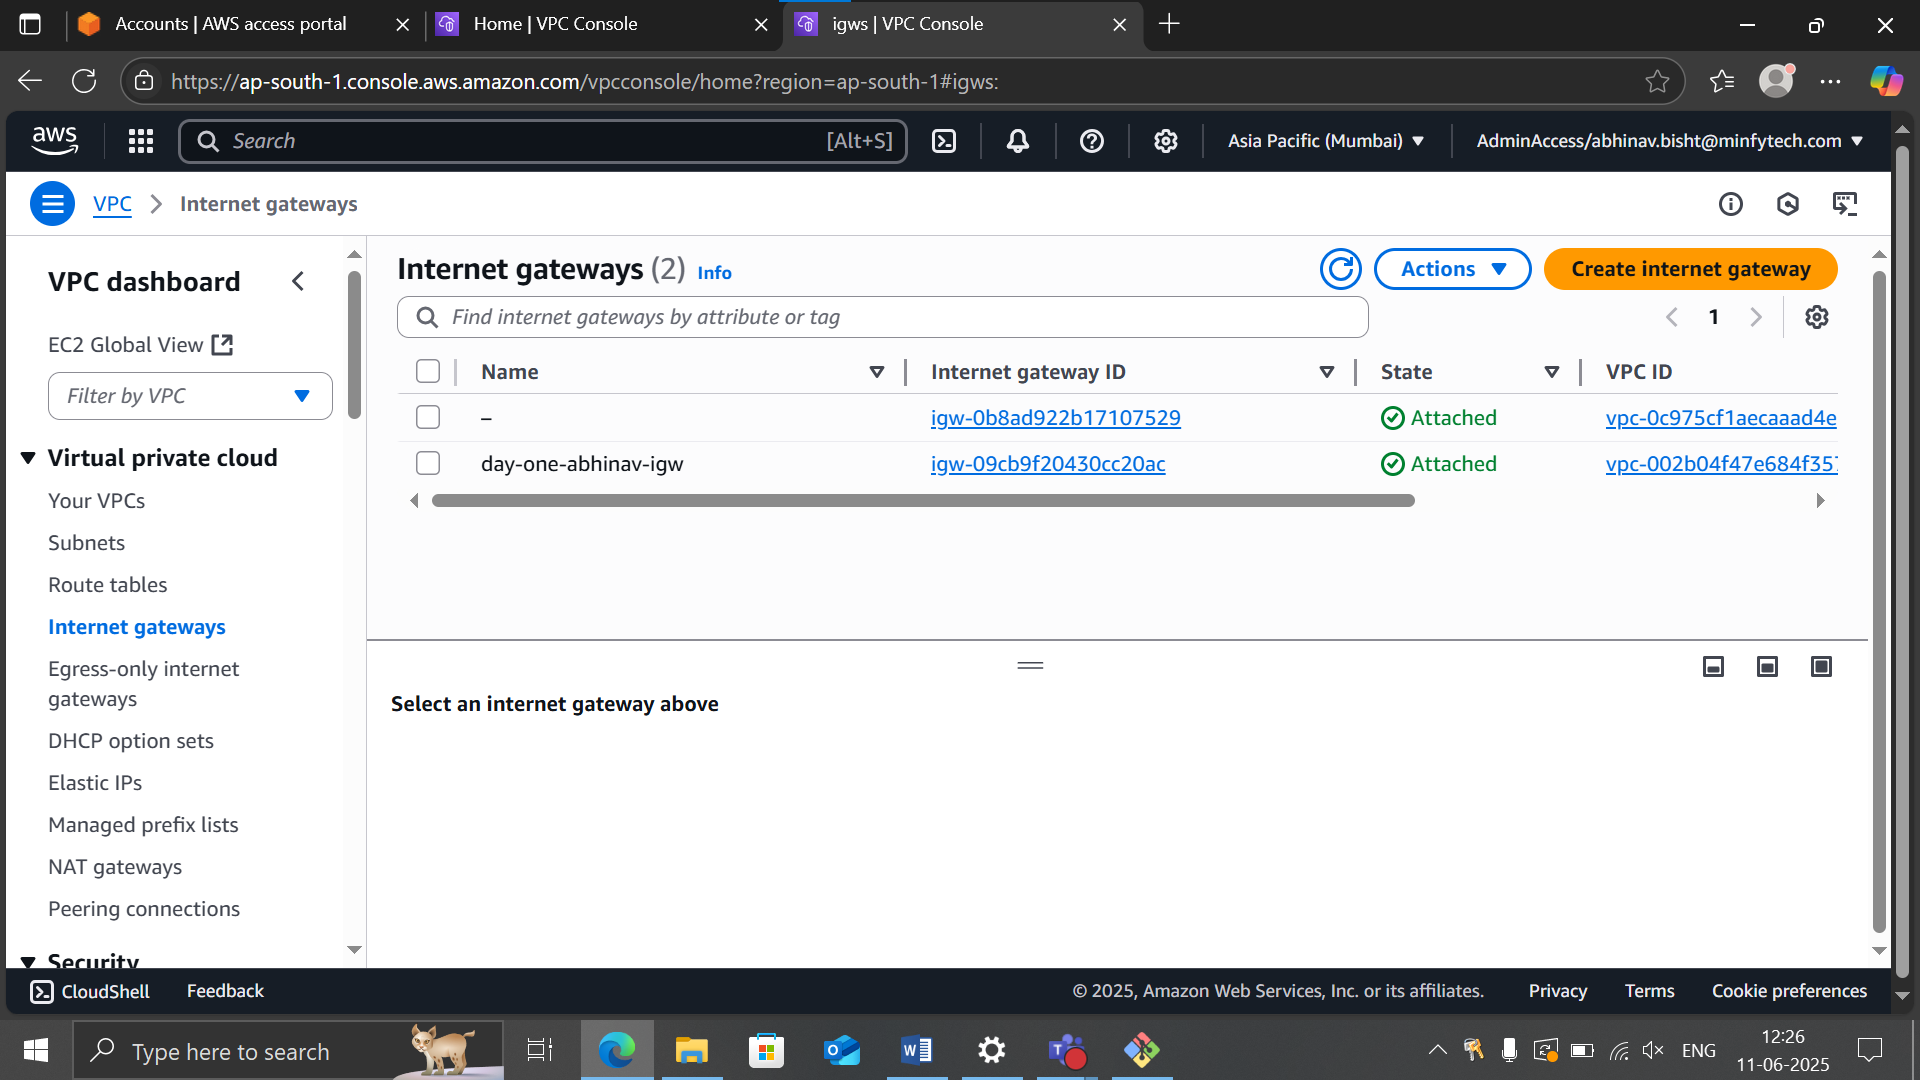 Accounts | AWS access portal
Home | VPC Console
igws | VPC Console
https://ap-south-1.console.aws.amazon.com/vpcconsole/home?region=ap-south-1#igws:
aws
Search
[Alt+S]
Asia Pacific (Mumbai)
AdminAccess/abhinav.bisht@minfytech.com
VPC
Internet gateways
VPC dashboard
EC2 Global View
Filter by VPC
Virtual private cloud
Your VPCs
Subnets
Route tables
Internet gateways
Egress-only internet
gateways
DHCP option sets
Elastic IPs
Managed prefix lists
NAT gateways
Peering connections
Security
Internet gateways (2) Info
Actions
Create internet gateway
Find internet gateways by attribute or tag
1
Name
Internet gateway ID
State
VPC ID
–
igw-0b8ad922b17107529
Attached
vpc-0c975cf1aecaaad4e
day-one-abhinav-igw
igw-09cb9f20430cc20ac
Attached
vpc-002b04f47e684f357
Select an internet gateway above
CloudShell
Feedback
© 2025, Amazon Web Services, Inc. or its affiliates.
Privacy
Terms
Cookie preferences
Type here to search
ENG
12:26
11-06-2025